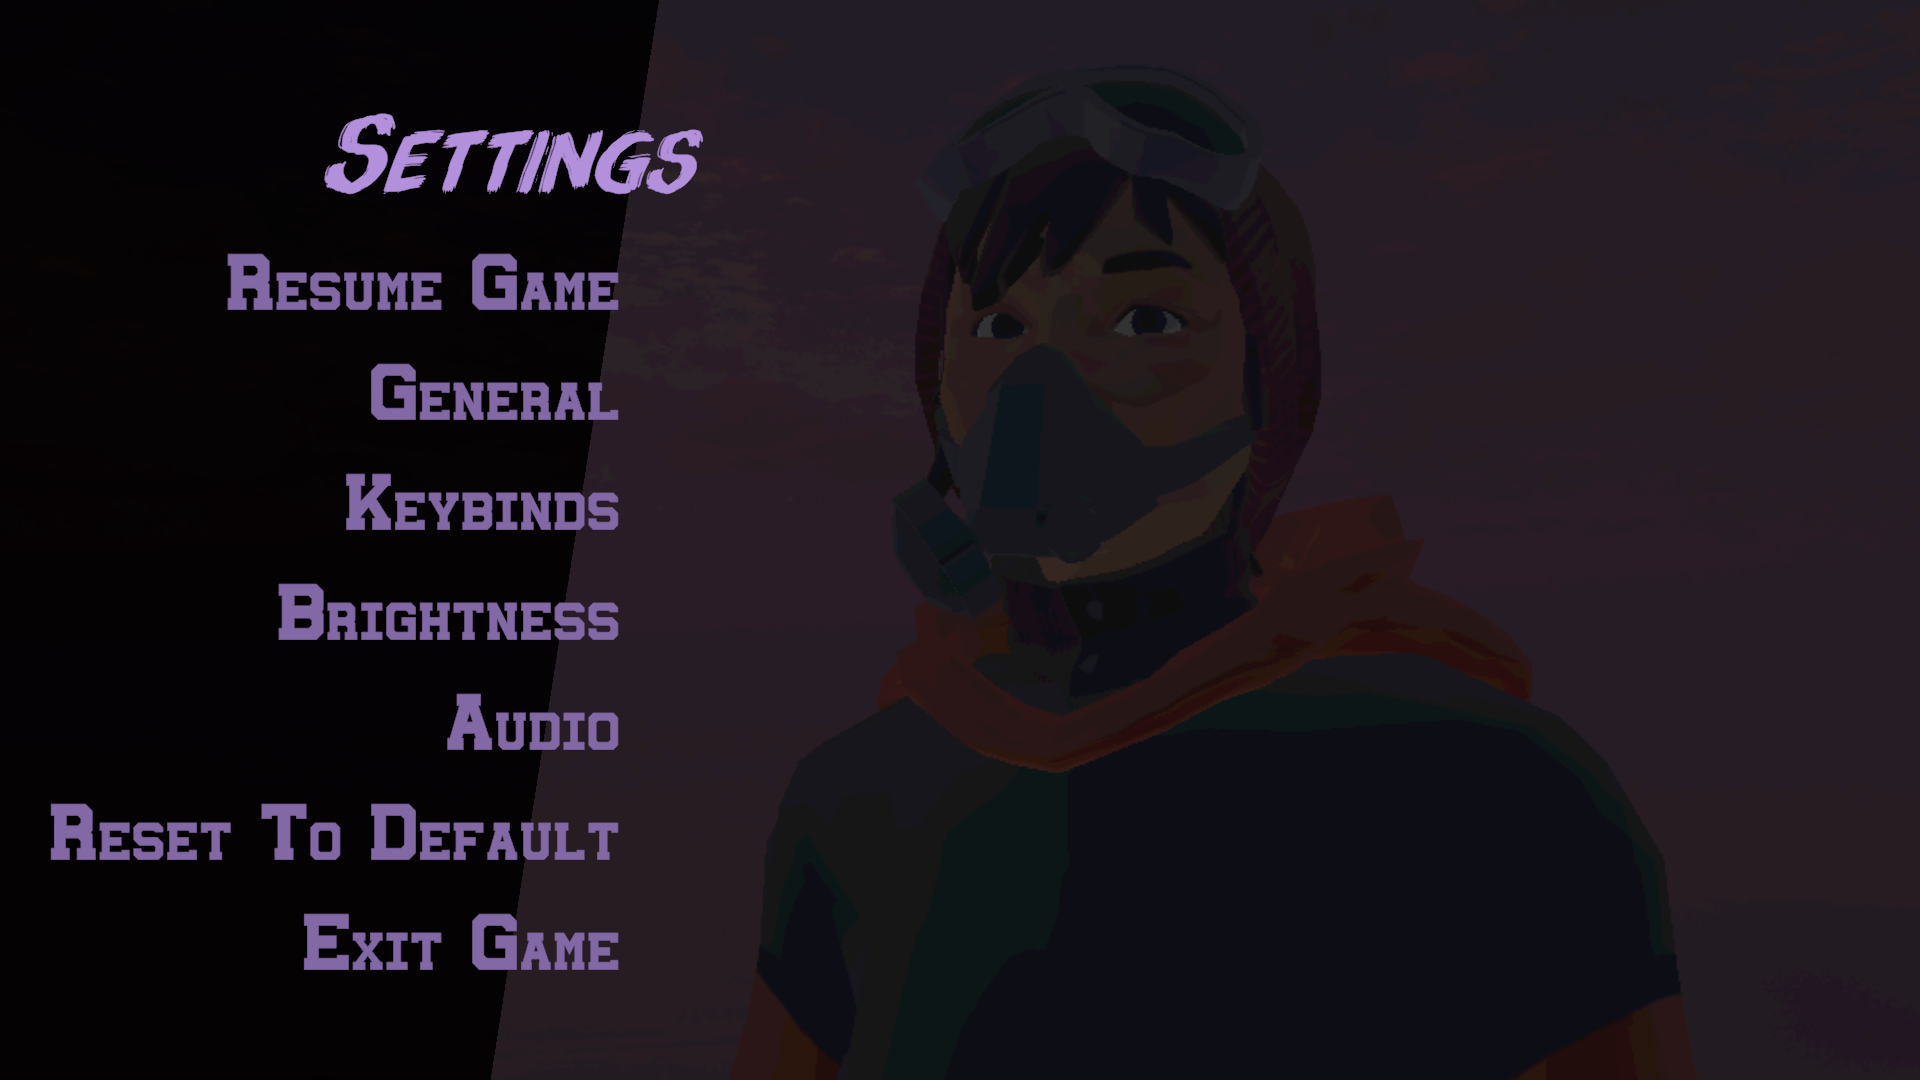 Settings
Resume Game
General
Keybinds
Brightness
Audio
Reset To Default
Exit Game